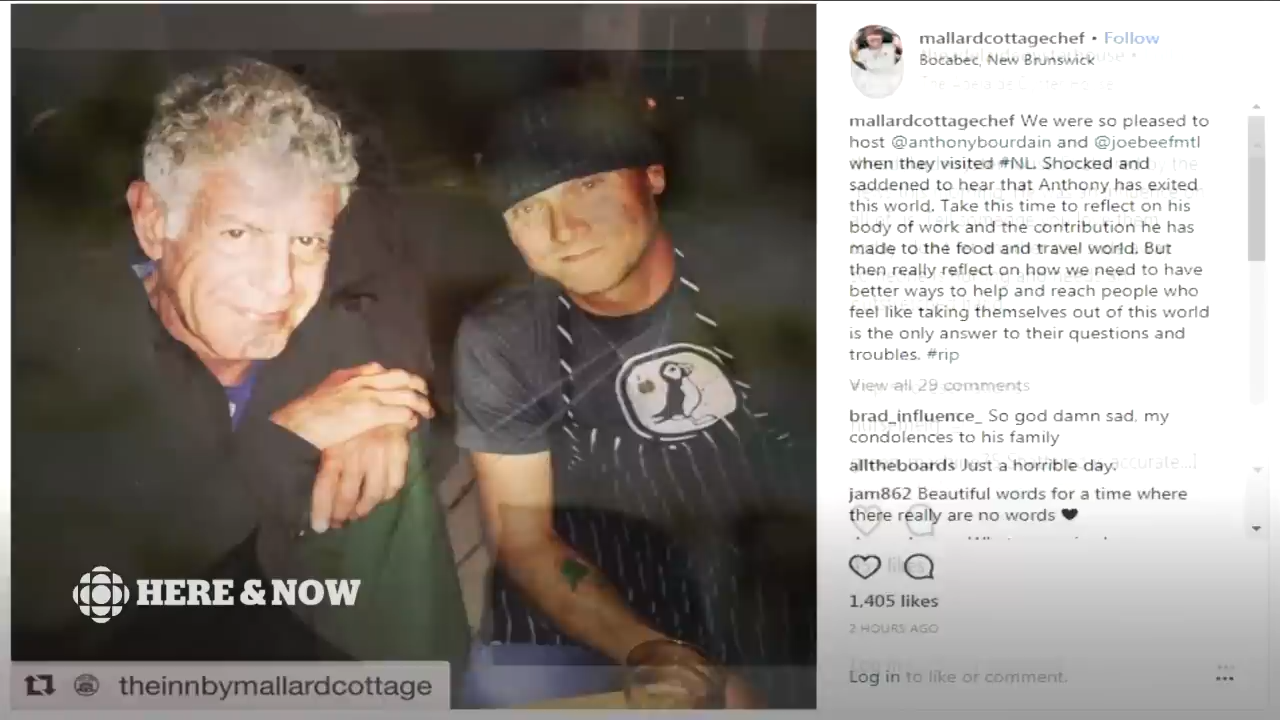 mallardcottagechef • Follow
Bocabec, New Brunswick
mallardcottagechef We were so pleased to
host @anthonybourdain and @joebeefmtl
when they visited #NL. Shocked and
saddened to hear that Anthony has exited
this world. Take this time to reflect on his
body of work and the contribution he has
made to the food and travel world. But
then really reflect on how we need to have
better ways to help and reach people who
feel like taking themselves out of this world
is the only answer to their questions and
troubles. #rip
View all 29 comments
brad_influence_ So god damn sad, my
condolences to his family
alltheboards Just a horrible day.
jam862 Beautiful words for a time where
there really are no words 🖤
1,405 likes
2 HOURS AGO
Log in to like or comment.
HERE & NOW
theinnbymallardcottage